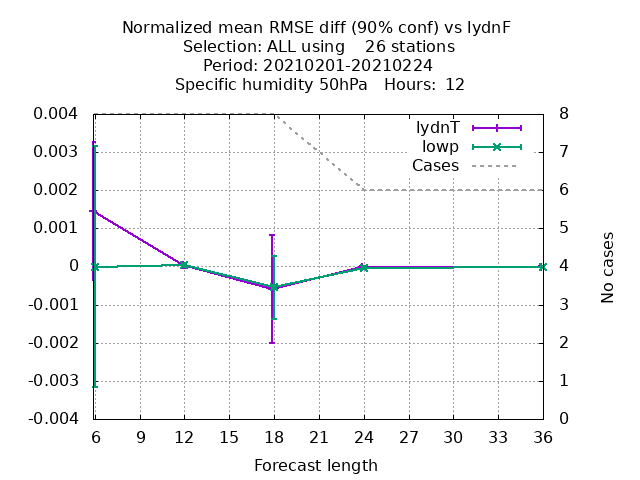 Normalized mean RMSE diff (90% conf) vs lydnF
Selection: ALL using    26 stations
Period: 20210201-20210224
Specific humidity 50hPa   Hours:  12
lydnT
lowp
Cases
0.004
0.003
0.002
0.001
0
-0.001
-0.002
-0.003
-0.004
8
7
6
5
4
3
2
1
0
No cases
6 9 12 15 18 21 24 27 30 33 36
Forecast length